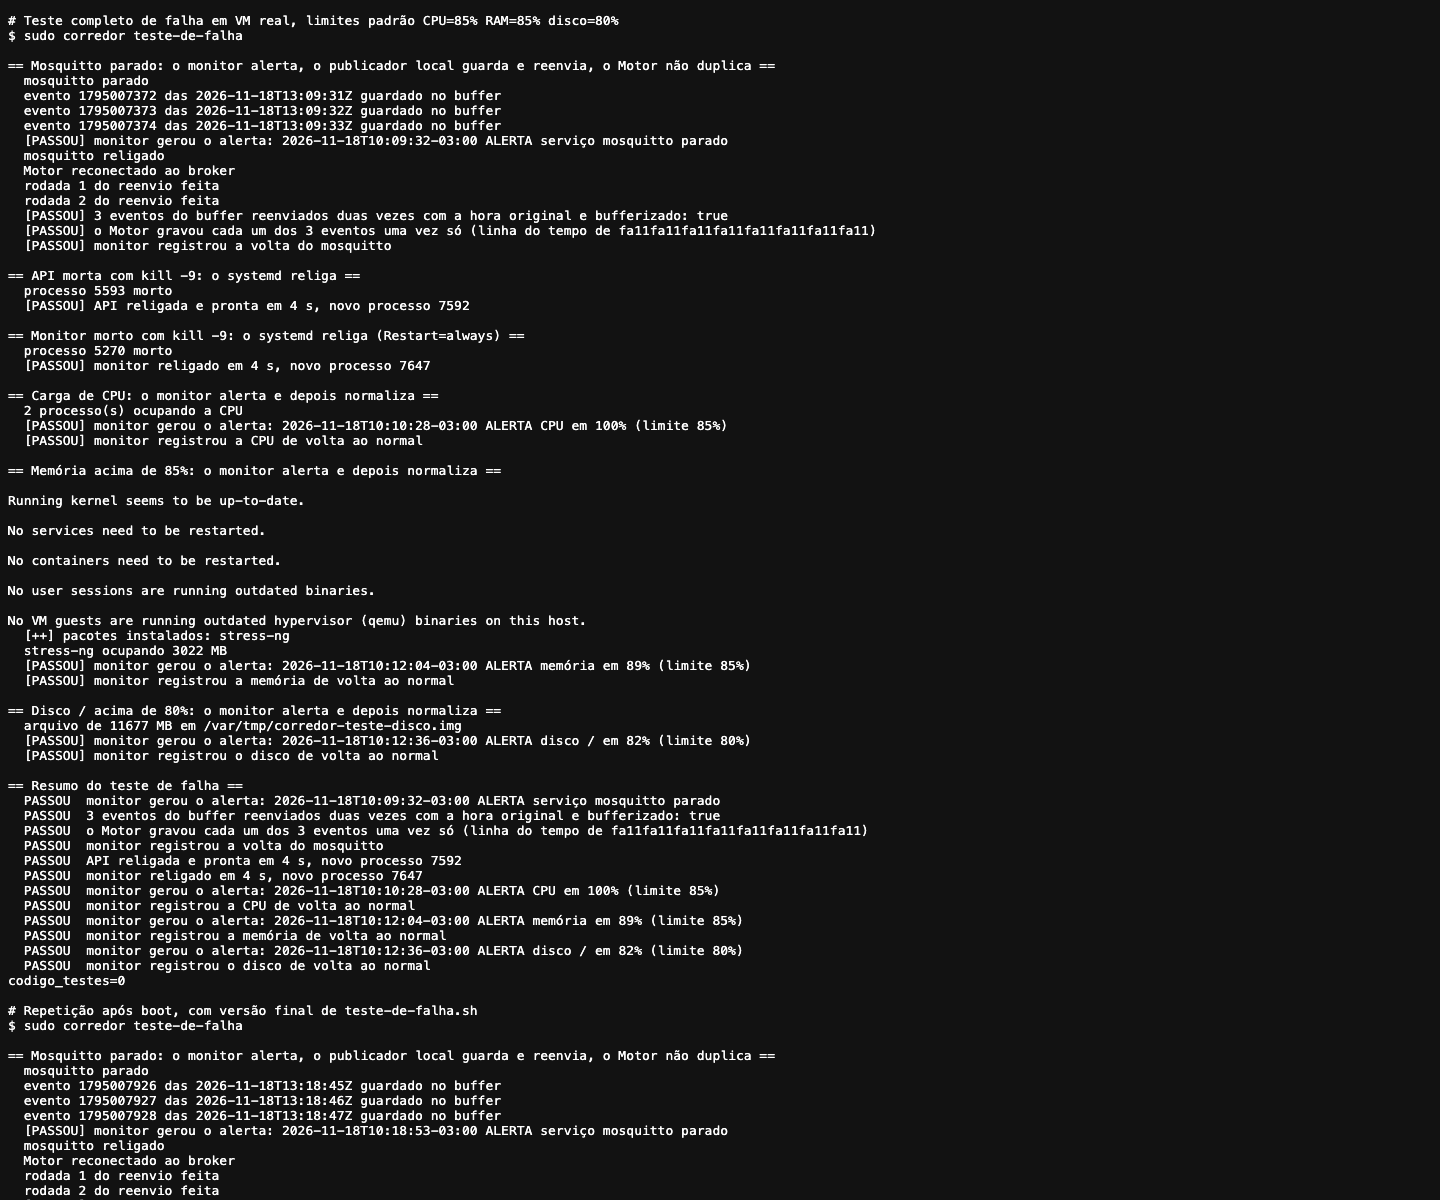 # Teste completo de falha em VM real, limites padrão CPU=85% RAM=85% disco=80%
$ sudo corredor teste-de-falha
== Mosquitto parado: o monitor alerta, o publicador local guarda e reenvia, o Motor não duplica ==
mosquitto parado
evento 1795007372 das 2026-11-18T13:09:31Z guardado no buffer
evento 1795007373 das 2026-11-18T13:09:32Z guardado no buffer
evento 1795007374 das 2026-11-18T13:09:33Z guardado no buffer
[PASSOU] monitor gerou o alerta: 2026-11-18T10:09:32-03:00 ALERTA serviço mosquitto parado
mosquitto religado
Motor reconectado ao broker
rodada 1 do reenvio feita
rodada 2 do reenvio feita
[PASSOU] 3 eventos do buffer reenviados duas vezes com a hora original e bufferizado: true
[PASSOU] o Motor gravou cada um dos 3 eventos uma vez só (linha do tempo de fa11fa11fa11fa11fa11fa11fa11fa11)
[PASSOU] monitor registrou a volta do mosquitto
== API morta com kill -9: o systemd religa ==
processo 5593 morto
[PASSOU] API religada e pronta em 4 s, novo processo 7592
== Monitor morto com kill -9: o systemd religa (Restart=always) ==
processo 5270 morto
[PASSOU] monitor religado em 4 s, novo processo 7647
== Carga de CPU: o monitor alerta e depois normaliza ==
2 processo(s) ocupando a CPU
[PASSOU] monitor gerou o alerta: 2026-11-18T10:10:28-03:00 ALERTA CPU em 100% (limite 85%)
[PASSOU] monitor registrou a CPU de volta ao normal
== Memória acima de 85%: o monitor alerta e depois normaliza ==
Running kernel seems to be up-to-date.
No services need to be restarted.
No containers need to be restarted.
No user sessions are running outdated binaries.
No VM guests are running outdated hypervisor (qemu) binaries on this host.
[++] pacotes instalados: stress-ng
stress-ng ocupando 3022 MB
[PASSOU] monitor gerou o alerta: 2026-11-18T10:12:04-03:00 ALERTA memória em 89% (limite 85%)
[PASSOU] monitor registrou a memória de volta ao normal
== Disco / acima de 80%: o monitor alerta e depois normaliza ==
arquivo de 11677 MB em /var/tmp/corredor-teste-disco.img
[PASSOU] monitor gerou o alerta: 2026-11-18T10:12:36-03:00 ALERTA disco / em 82% (limite 80%)
[PASSOU] monitor registrou o disco de volta ao normal
== Resumo do teste de falha ==
PASSOU  monitor gerou o alerta: 2026-11-18T10:09:32-03:00 ALERTA serviço mosquitto parado
PASSOU  3 eventos do buffer reenviados duas vezes com a hora original e bufferizado: true
PASSOU  o Motor gravou cada um dos 3 eventos uma vez só (linha do tempo de fa11fa11fa11fa11fa11fa11fa11fa11)
PASSOU  monitor registrou a volta do mosquitto
PASSOU  API religada e pronta em 4 s, novo processo 7592
PASSOU  monitor religado em 4 s, novo processo 7647
PASSOU  monitor gerou o alerta: 2026-11-18T10:10:28-03:00 ALERTA CPU em 100% (limite 85%)
PASSOU  monitor registrou a CPU de volta ao normal
PASSOU  monitor gerou o alerta: 2026-11-18T10:12:04-03:00 ALERTA memória em 89% (limite 85%)
PASSOU  monitor registrou a memória de volta ao normal
PASSOU  monitor gerou o alerta: 2026-11-18T10:12:36-03:00 ALERTA disco / em 82% (limite 80%)
PASSOU  monitor registrou o disco de volta ao normal
codigo_testes=0
# Repetição após boot, com versão final de teste-de-falha.sh
$ sudo corredor teste-de-falha
== Mosquitto parado: o monitor alerta, o publicador local guarda e reenvia, o Motor não duplica ==
mosquitto parado
evento 1795007926 das 2026-11-18T13:18:45Z guardado no buffer
evento 1795007927 das 2026-11-18T13:18:46Z guardado no buffer
evento 1795007928 das 2026-11-18T13:18:47Z guardado no buffer
[PASSOU] monitor gerou o alerta: 2026-11-18T10:18:53-03:00 ALERTA serviço mosquitto parado
mosquitto religado
Motor reconectado ao broker
rodada 1 do reenvio feita
rodada 2 do reenvio feita